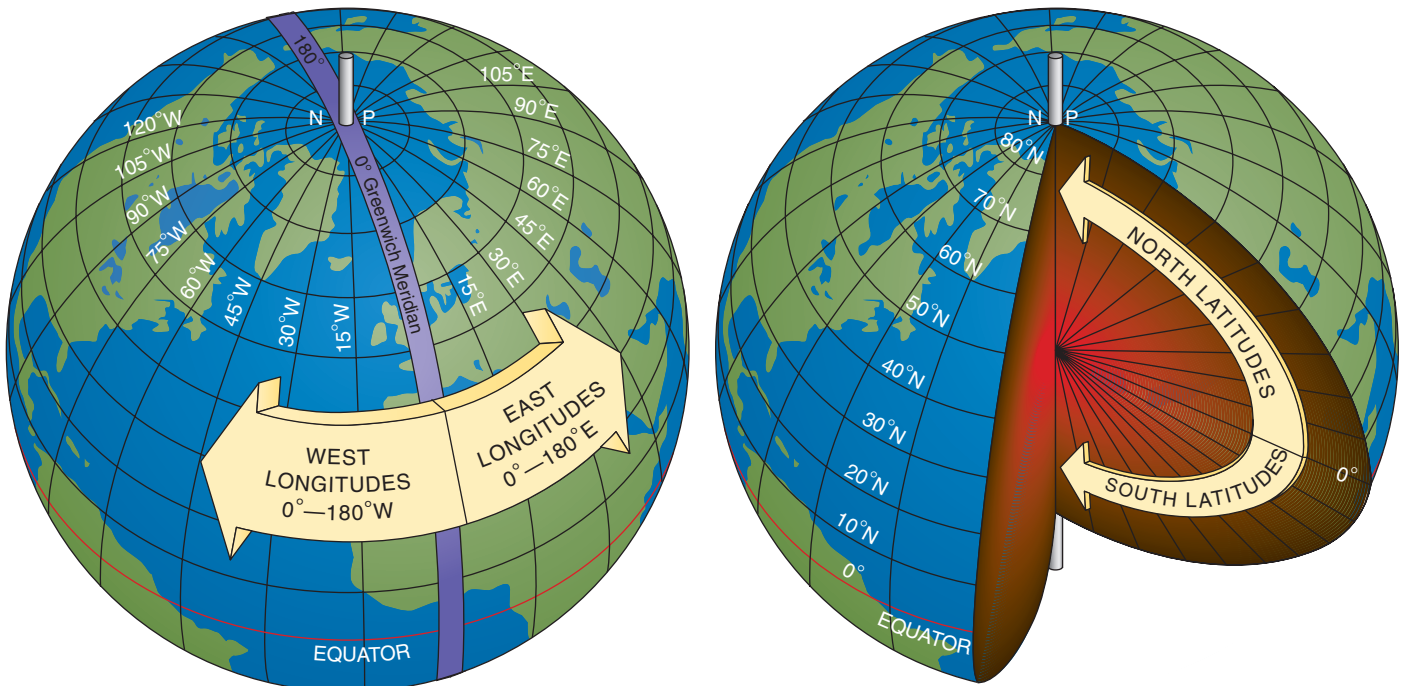 180°
N P
105°E
90°E
75°E
60°E
45°E
30°E
15°E
120°W
105°W
90°W
75°W
60°W
45°W
30°W
15°W
0° Greenwich Meridian
WEST
LONGITUDES
0°—180°W
EAST
LONGITUDES
0°—180°E
EQUATOR
N P
80°N
70°N
60°N
50°N
40°N
30°N
20°N
10°N
0°
EQUATOR
NORTH LATITUDES
SOUTH LATITUDES
0°